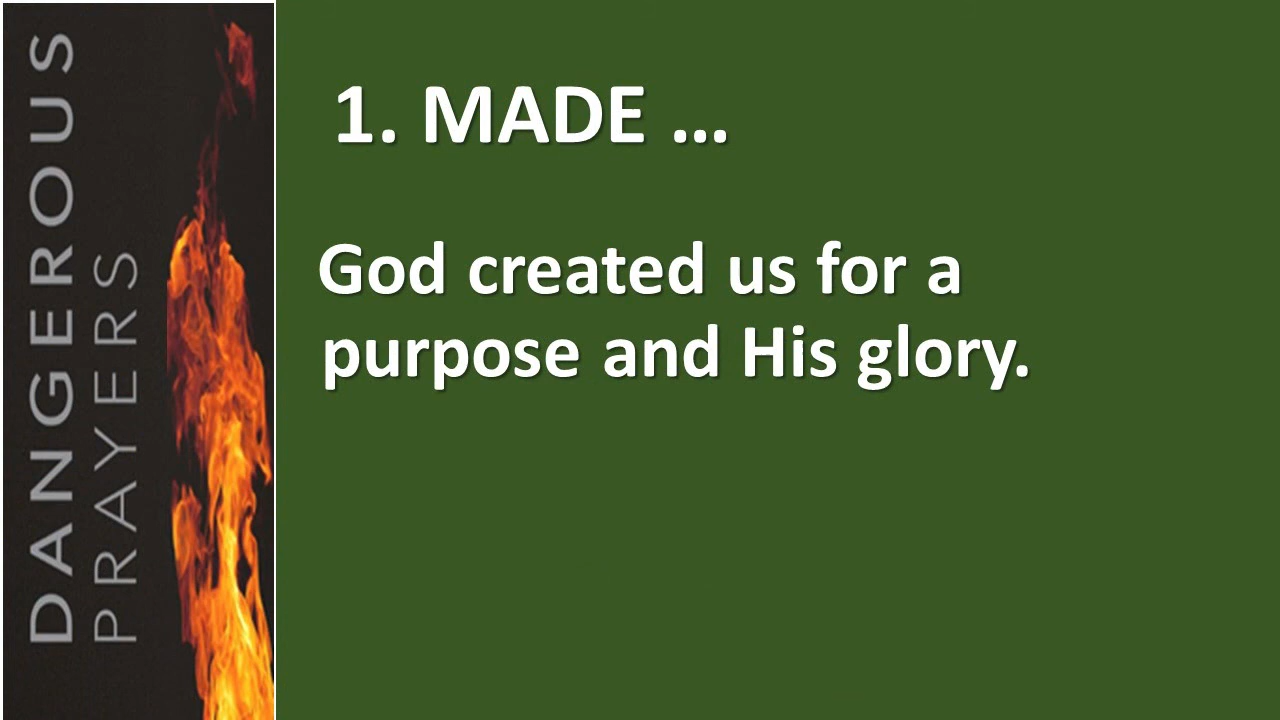 DANGEROUS
PRAYERS
1. MADE …
God created us for a
purpose and His glory.